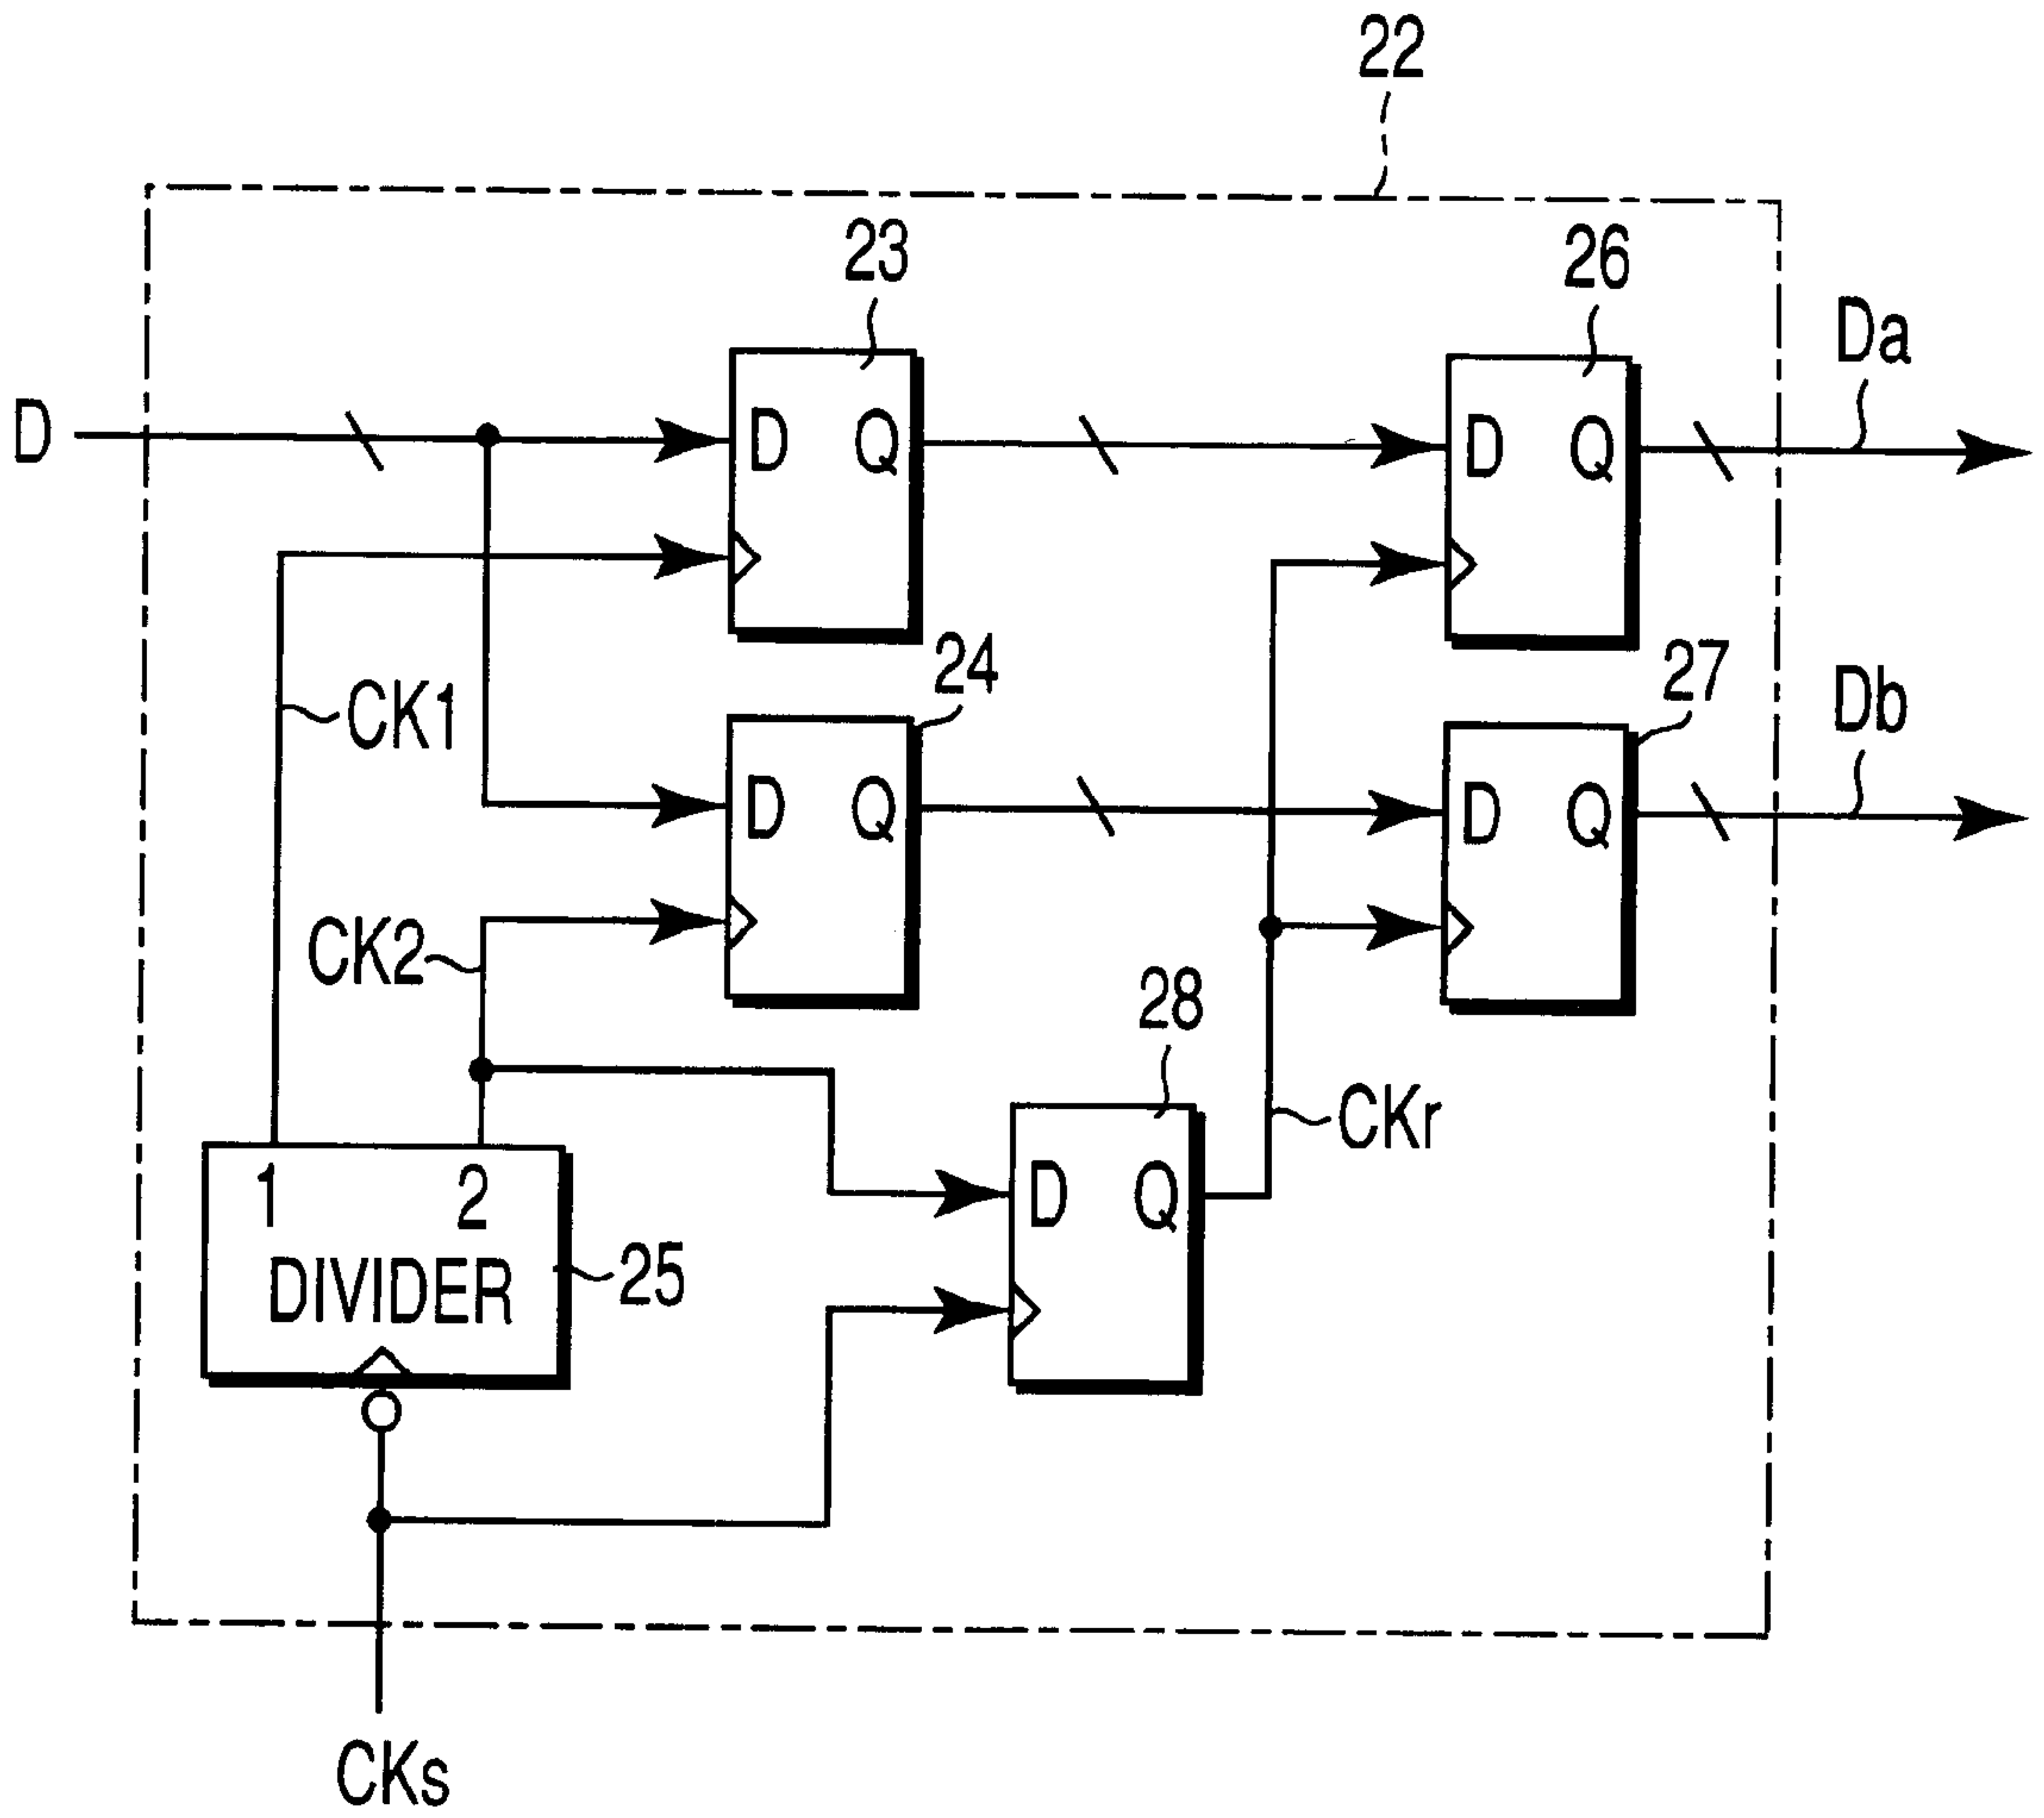 22
23
26
Da
D
D Q
D Q
24
27
CK1
Db
D Q
D Q
CK2
28
CKr
1 2
D Q
DIVIDER
25
CKs